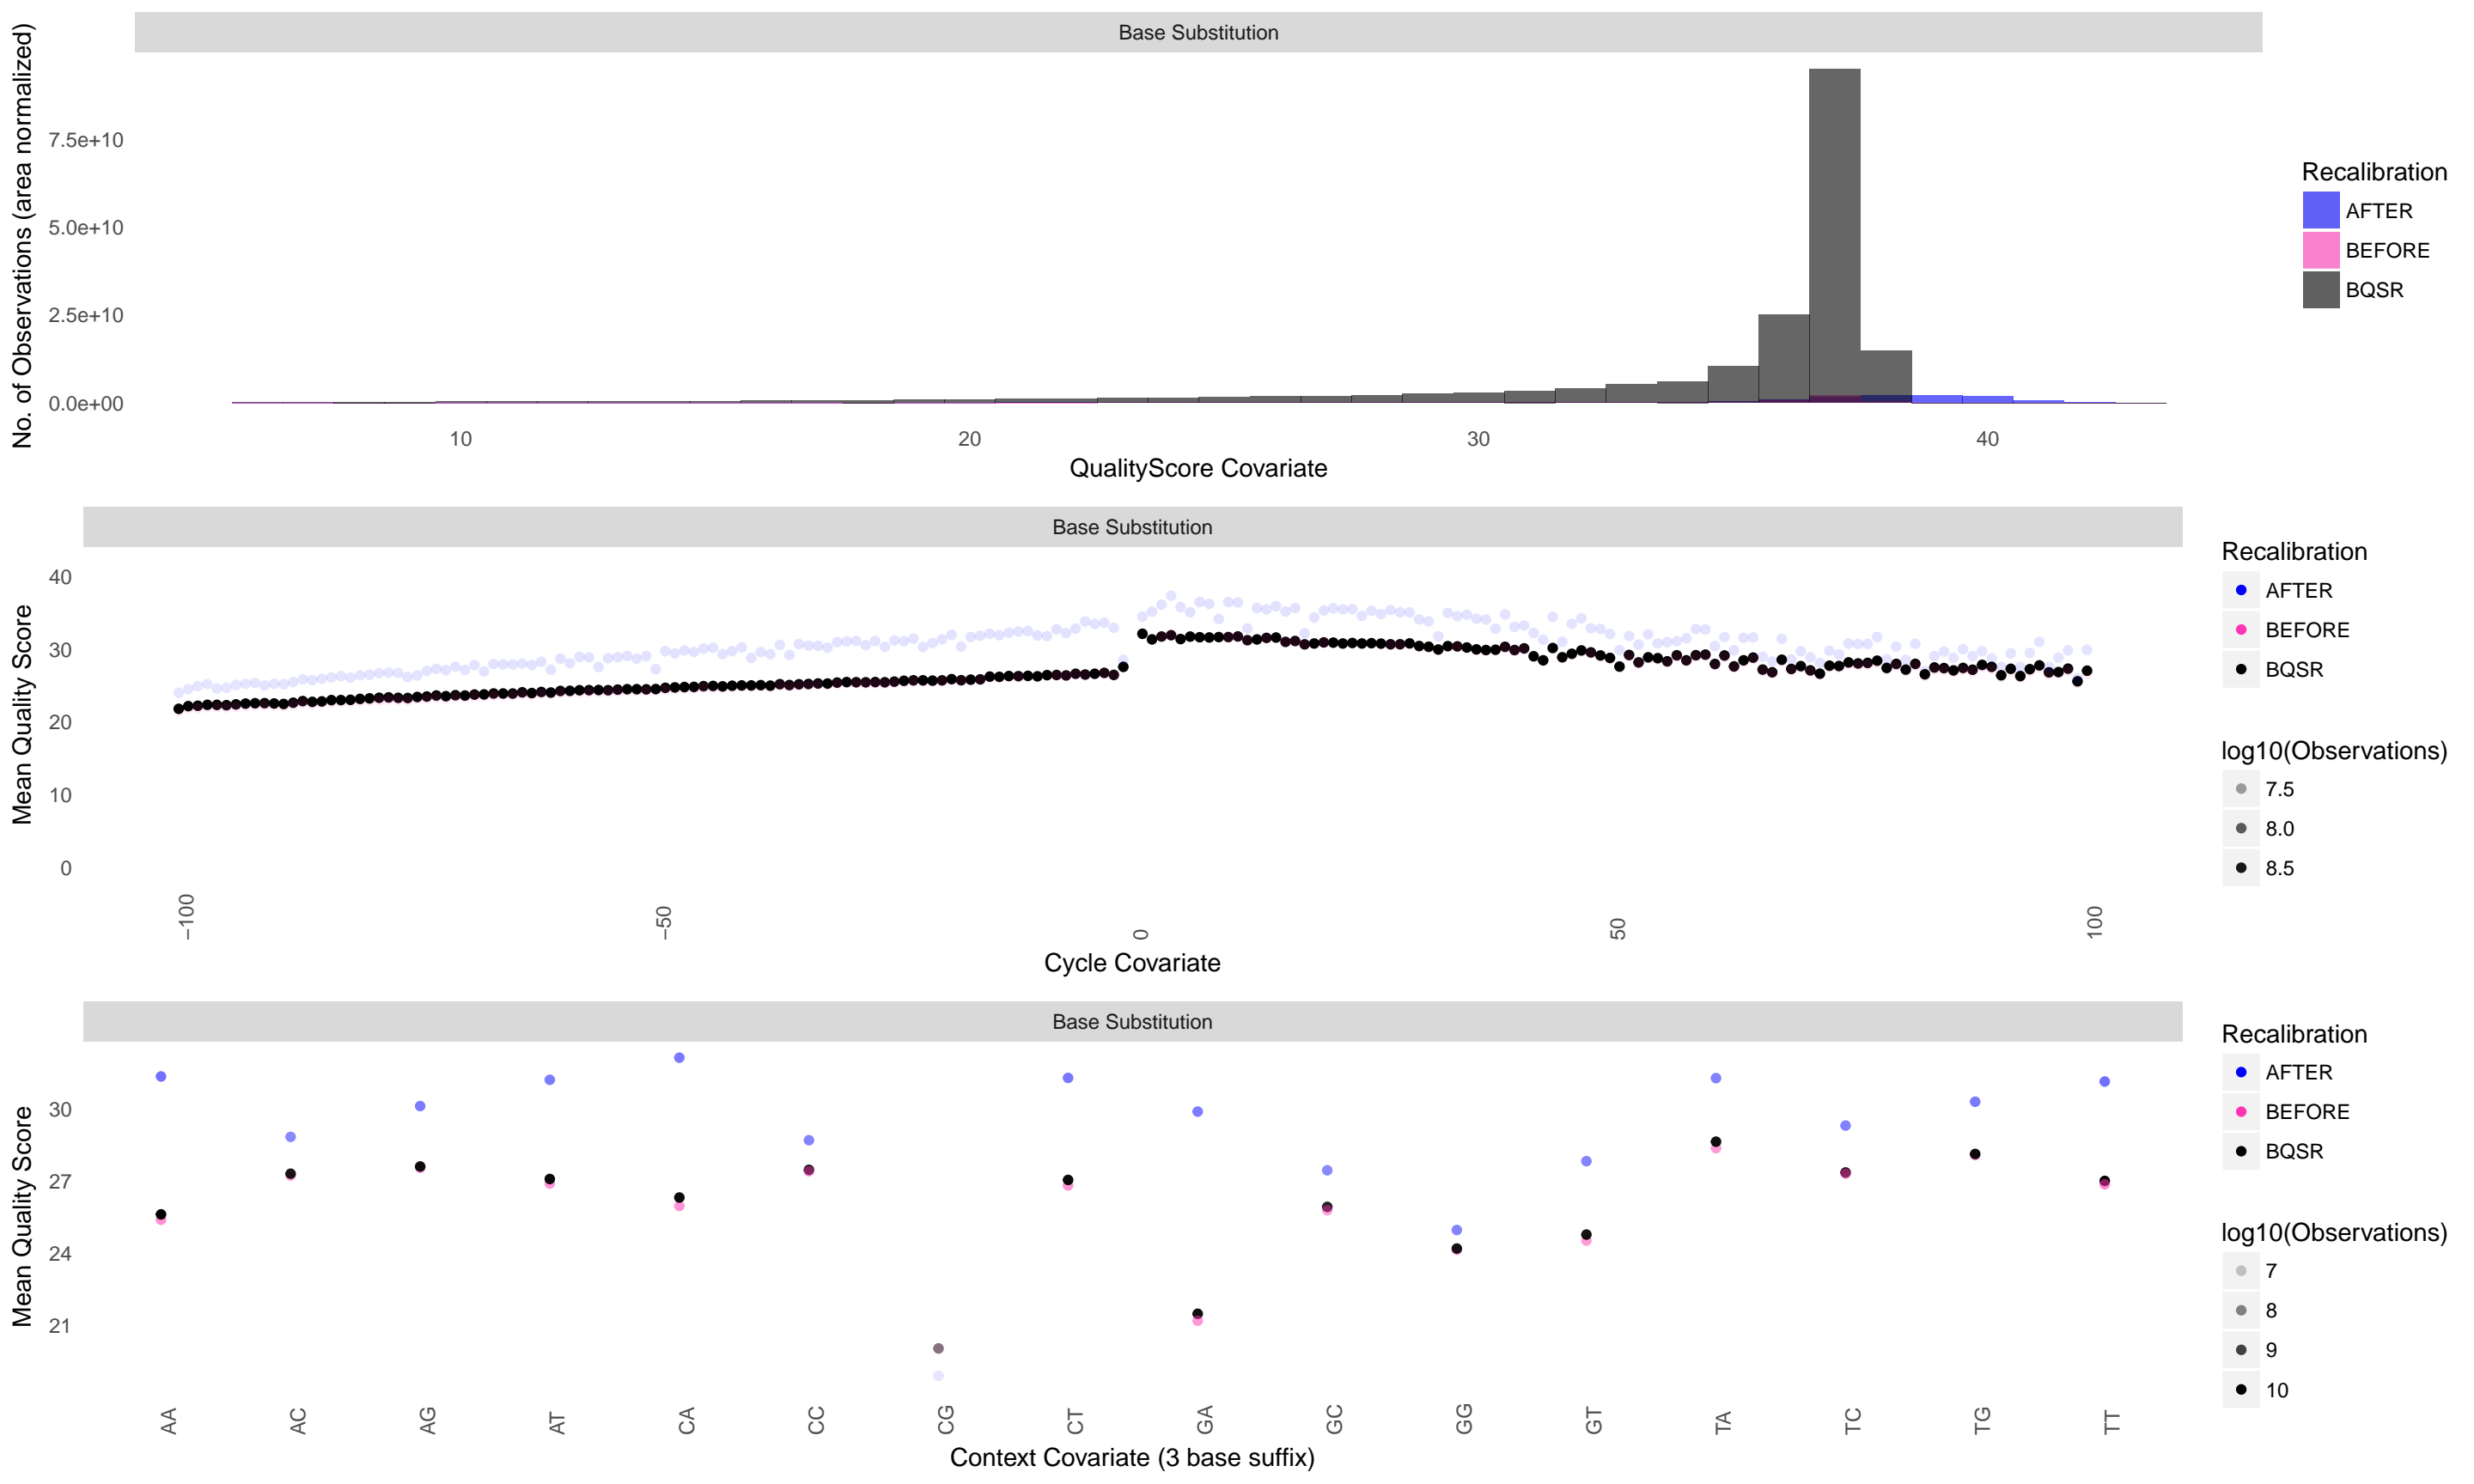 Base Substitution
No. of Observations (area normalized)
7.5e+10
5.0e+10
2.5e+10
0.0e+00
10 20 30 40
QualityScore Covariate
Recalibration
AFTER
BEFORE
BQSR
Base Substitution
Mean Quality Score
40
30
20
10
0
−100 −50 0 50 100
Cycle Covariate
Recalibration
AFTER
BEFORE
BQSR
log10(Observations)
7.5
8.0
8.5
Base Substitution
Mean Quality Score
30
27
24
21
AA AC AG AT CA CC CG CT GA GC GG GT TA TC TG TT
Context Covariate (3 base suffix)
Recalibration
AFTER
BEFORE
BQSR
log10(Observations)
7
8
9
10